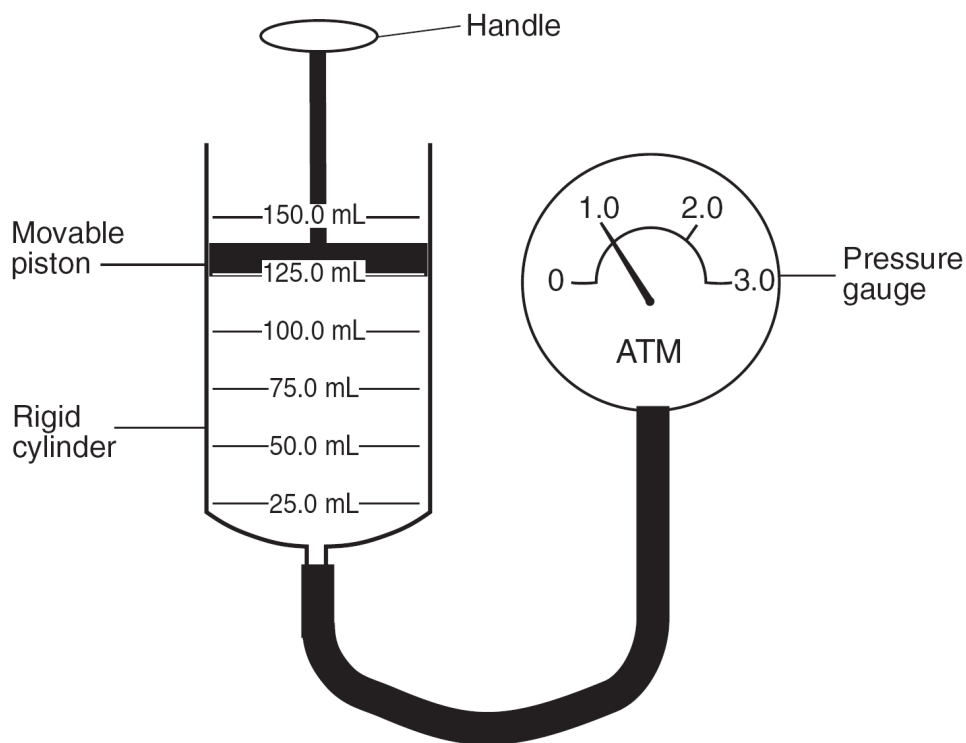 Handle
150.0 mL
Movable
piston
125.0 mL
100.0 mL
75.0 mL
50.0 mL
25.0 mL
Rigid
cylinder
1.0
2.0
0
3.0
ATM
Pressure
gauge